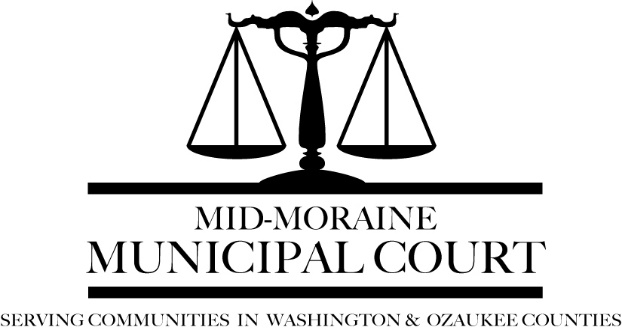 MID-MORAINE
MUNICIPAL COURT
SERVING COMMUNITIES IN WASHINGTON & OZAUKEE COUNTIES